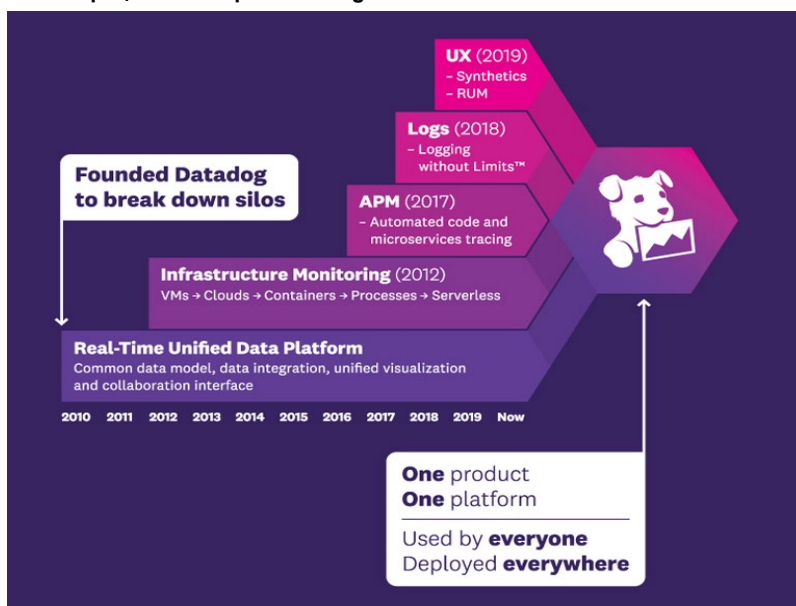 UX (2019)
– Synthetics
– RUM
Logs (2018)
– Logging
without Limits™
Founded Datadog
to break down silos
APM (2017)
– Automated code and
microservices tracing
Infrastructure Monitoring (2012)
VMs → Clouds → Containers → Processes → Serverless
Real-Time Unified Data Platform
Common data model, data integration, unified visualization
and collaboration interface
2010 2011 2012 2013 2014 2015 2016 2017 2018 2019 Now
One product
One platform
Used by everyone
Deployed everywhere